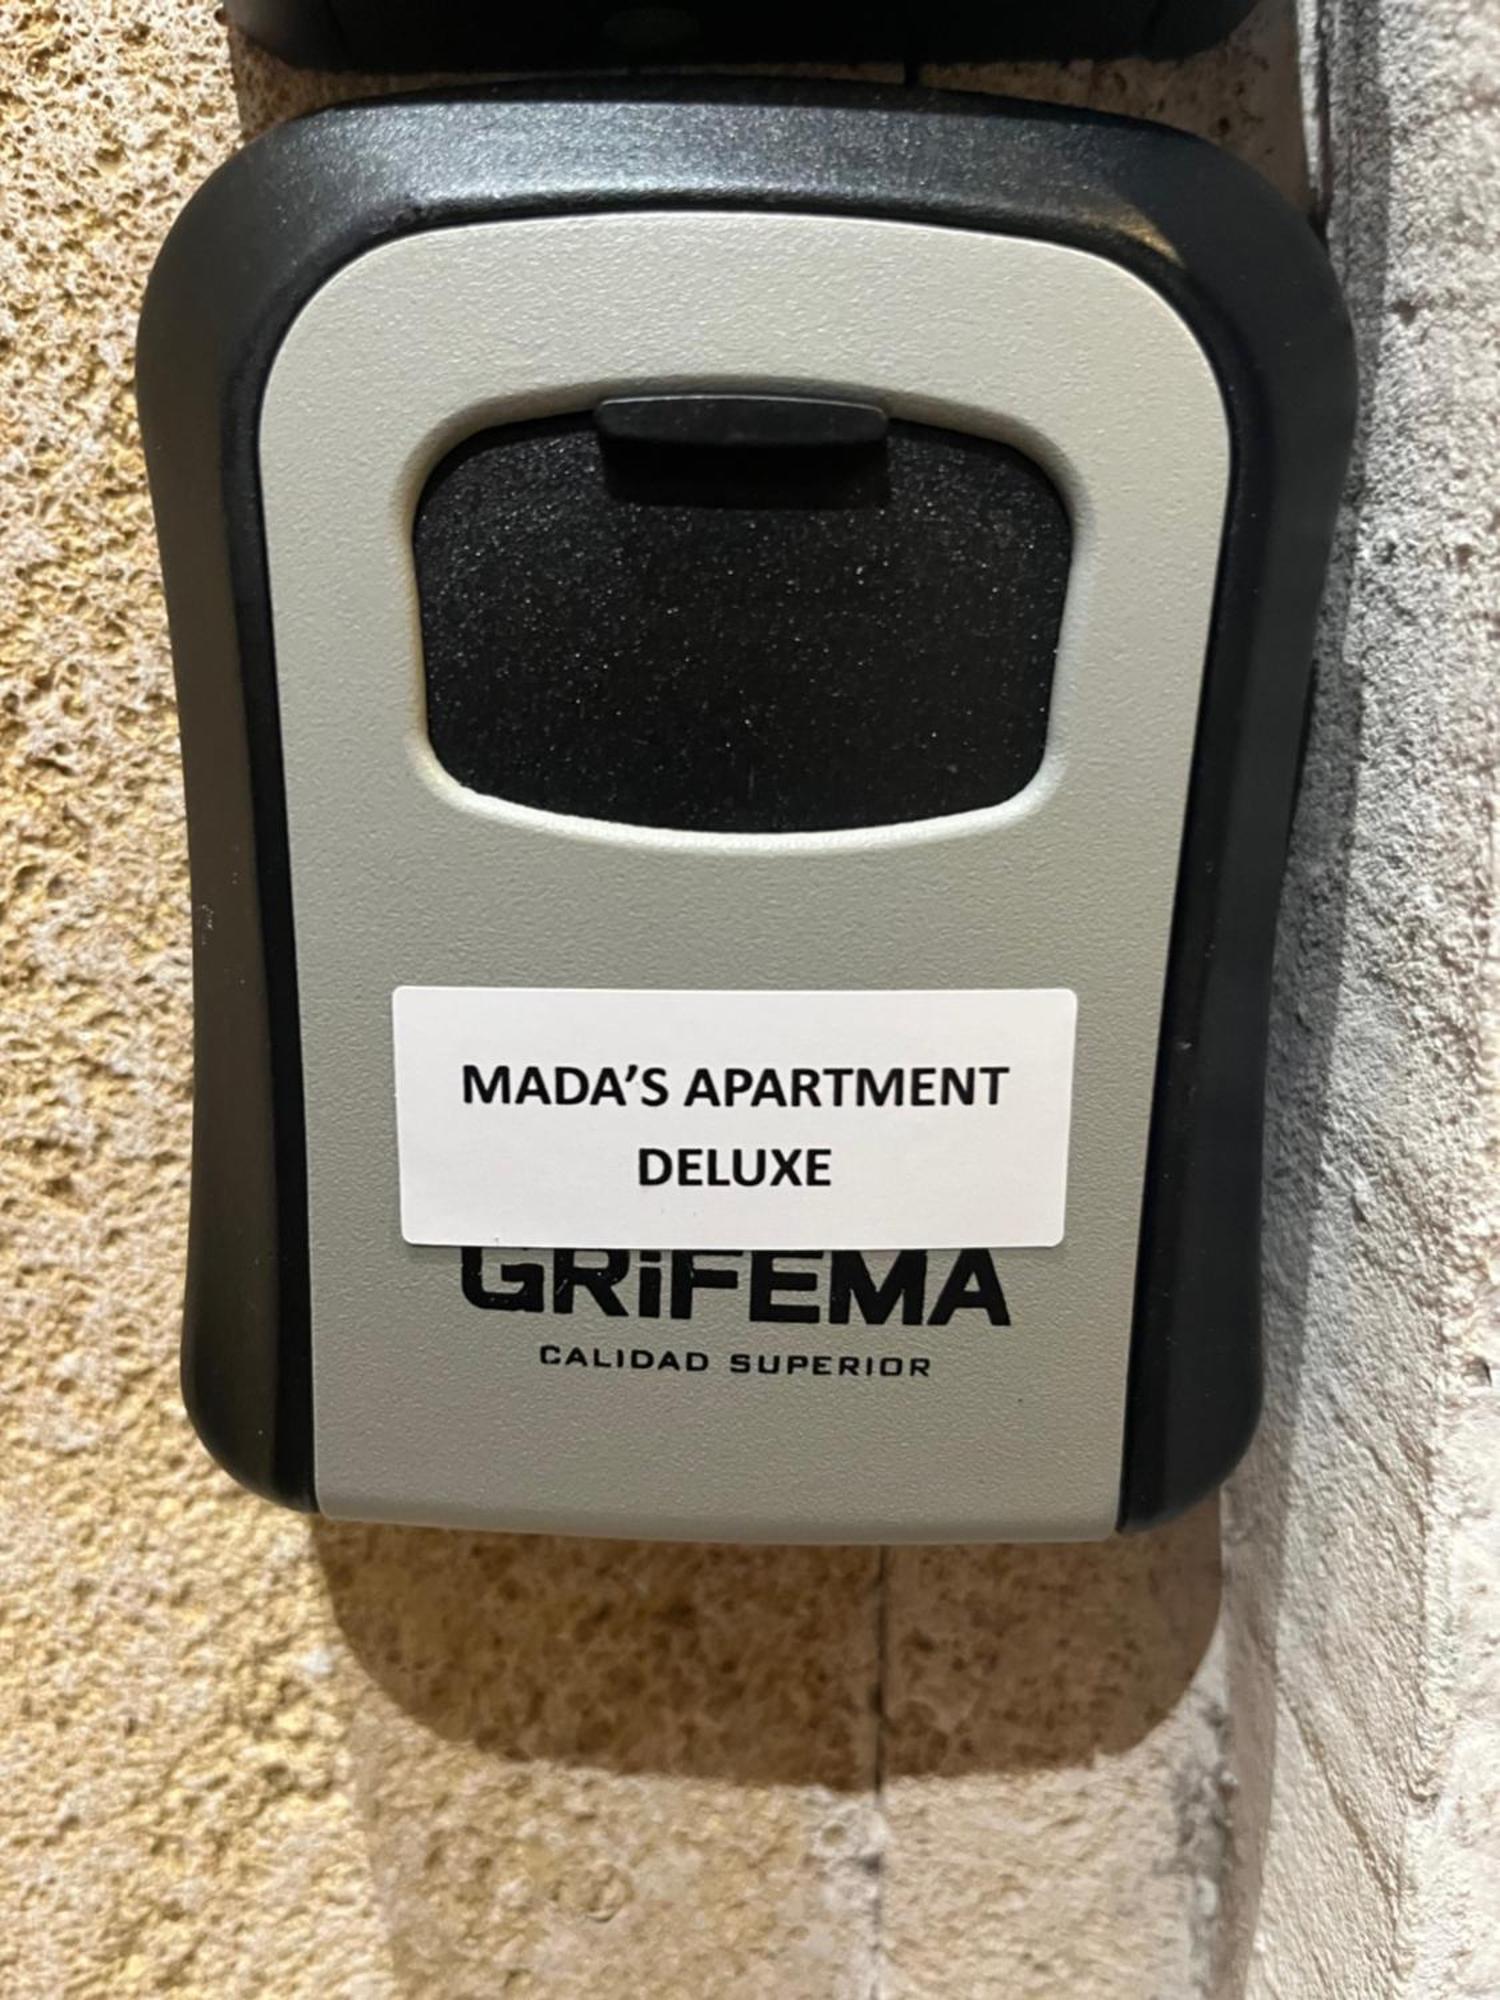 MADA’S APARTMENT
DELUXE
GRiFEMA
CALIDAD SUPERIOR